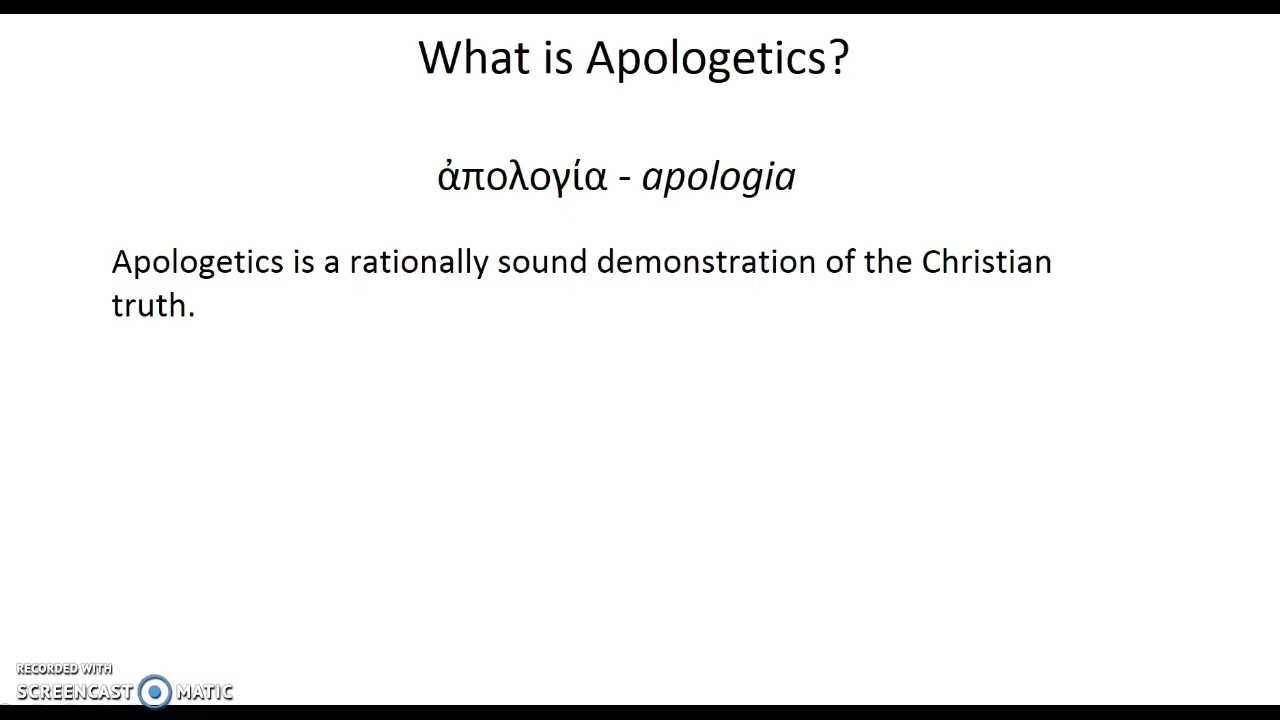 What is Apologetics?
ἀπολογία - apologia
Apologetics is a rationally sound demonstration of the Christian
truth.
RECORDED WITH
SCREENCAST MATIC